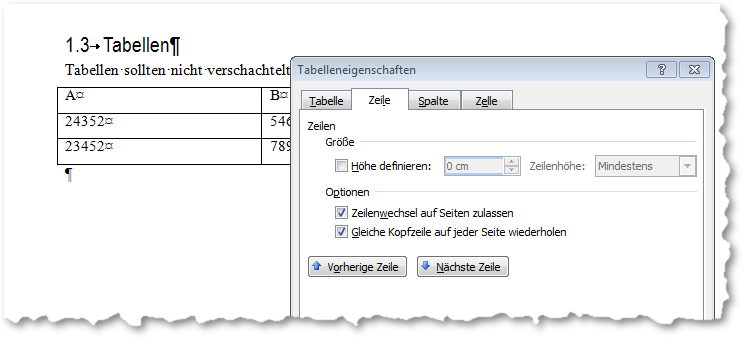 1.3→Tabellen¶
Tabellen·sollten·nicht·verschachtelt
A¤ B¤
24352¤ 546
23452¤ 789
¶
Tabelleneigenschaften
Tabelle Zeile Spalte Zelle
Zeilen
Größe
Höhe definieren: 0 cm Zeilenhöhe: Mindestens
Optionen
Zeilenwechsel auf Seiten zulassen
Gleiche Kopfzeile auf jeder Seite wiederholen
Vorherige Zeile Nächste Zeile